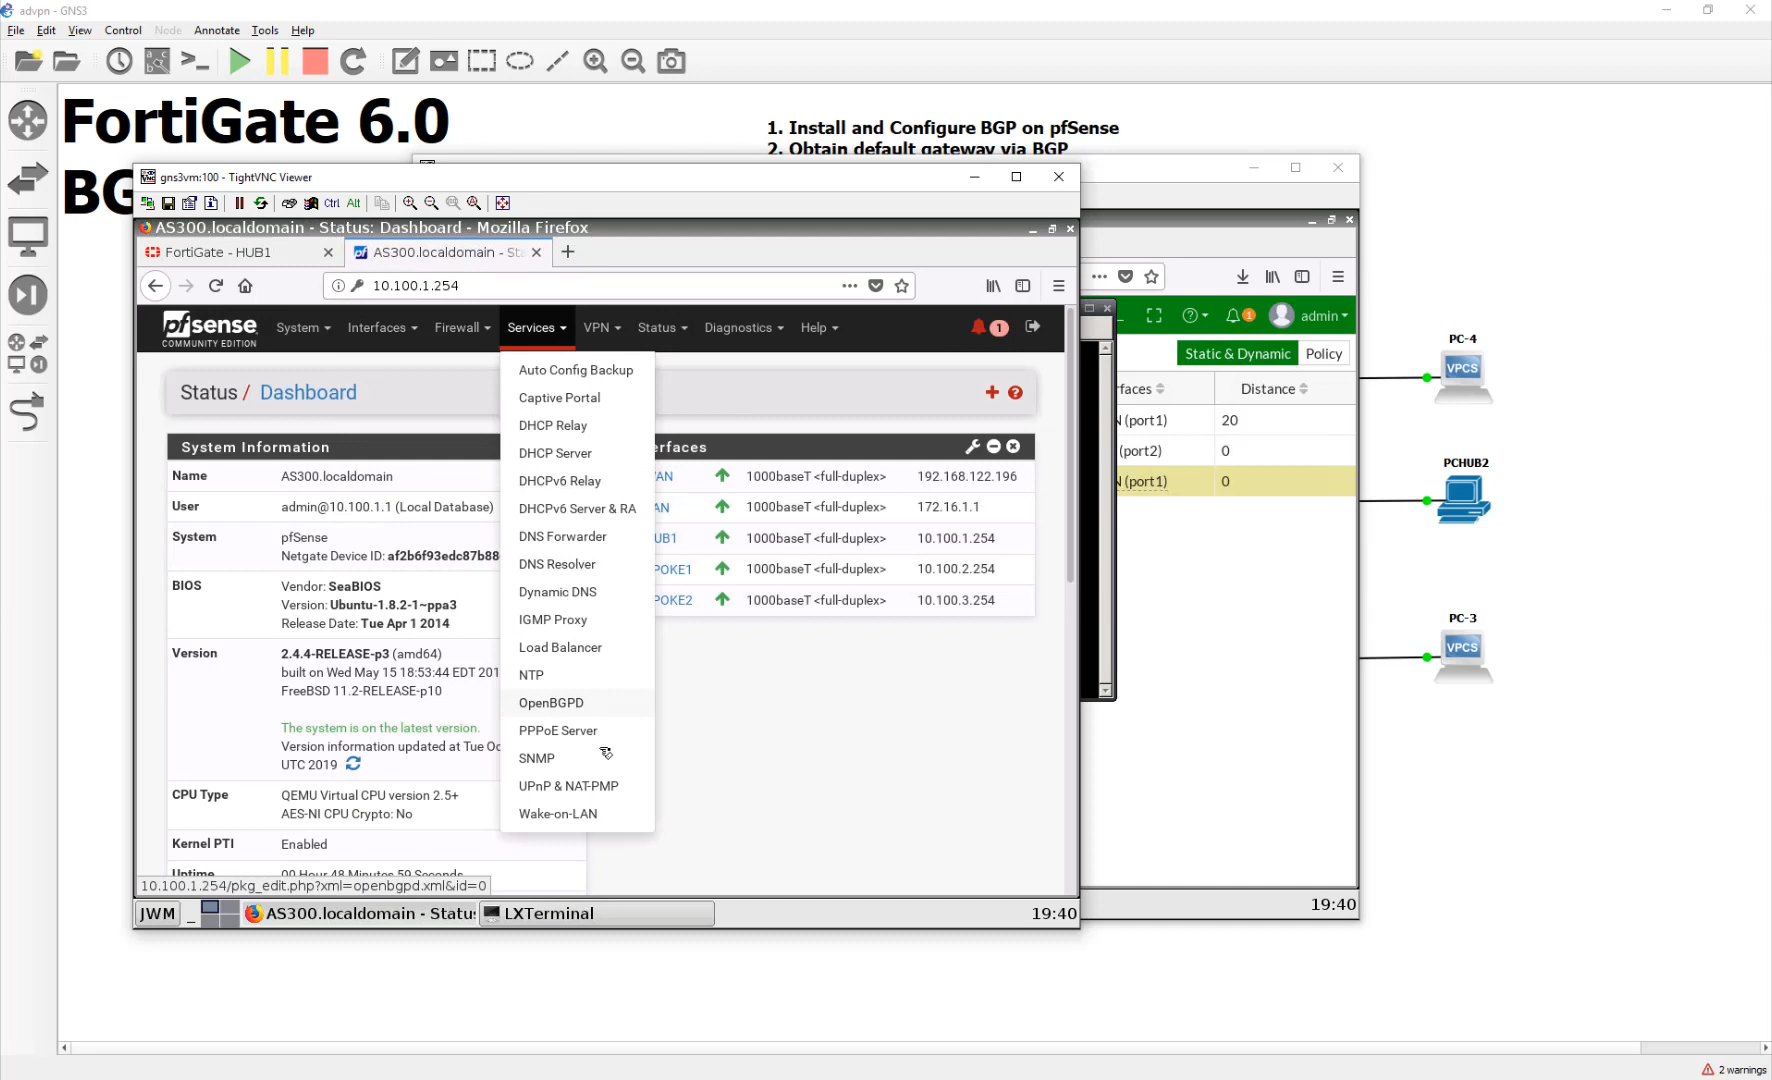 advpn - GNS3
File Edit View Control Node Annotate Tools Help
FortiGate 6.0
BG
1. Install and Configure BGP on pfSense
2. Obtain default gateway via BGP
gns3vm:100 - TightVNC Viewer
Ctrl Alt
AS300.localdomain - Status: Dashboard - Mozilla Firefox
FortiGate - HUB1
AS300.localdomain - Sta
10.100.1.254
pfsense
COMMUNITY EDITION
System Interfaces Firewall Services VPN Status Diagnostics Help 1
Auto Config Backup
Captive Portal
DHCP Relay
DHCP Server
DHCPv6 Relay
DHCPv6 Server & RA
DNS Forwarder
DNS Resolver
Dynamic DNS
IGMP Proxy
Load Balancer
NTP
OpenBGPD
PPPoE Server
SNMP
UPnP & NAT-PMP
Wake-on-LAN
Status / Dashboard
System Information
Name AS300.localdomain
User admin@10.100.1.1 (Local Database)
System pfSense
Netgate Device ID: af2b6f93edc87b88
BIOS Vendor: SeaBIOS
Version: Ubuntu-1.8.2-1~ppa3
Release Date: Tue Apr 1 2014
Version 2.4.4-RELEASE-p3 (amd64)
built on Wed May 15 18:53:44 EDT 201
FreeBSD 11.2-RELEASE-p10
The system is on the latest version.
Version information updated at Tue Oc
UTC 2019
CPU Type QEMU Virtual CPU version 2.5+
AES-NI CPU Crypto: No
Kernel PTI Enabled
Uptime 00 Hour 48 Minutes 59 Seconds
erfaces
AN 1000baseT <full-duplex> 192.168.122.196
AN 1000baseT <full-duplex> 172.16.1.1
UB1 1000baseT <full-duplex> 10.100.1.254
POKE1 1000baseT <full-duplex> 10.100.2.254
POKE2 1000baseT <full-duplex> 10.100.3.254
10.100.1.254/pkg_edit.php?xml=openbgpd.xml&id=0
JWM AS300.localdomain - Statu: LXTerminal 19:40
1 admin
Static & Dynamic Policy
faces Distance
(port1) 20
(port2) 0
(port1) 0
19:40
PC-4
VPCS
PCHUB2
PC-3
VPCS
2 warnings